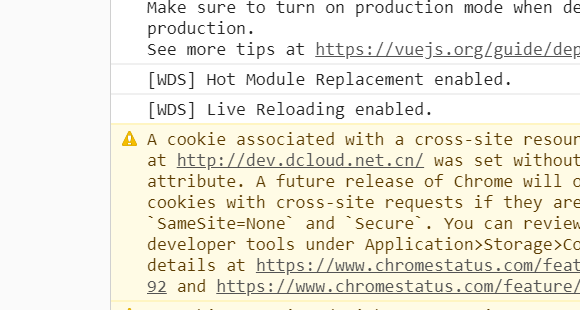 Make sure to turn on production mode when de
production.
See more tips at https://vuejs.org/guide/dep
[WDS] Hot Module Replacement enabled.
[WDS] Live Reloading enabled.
A cookie associated with a cross-site resour
at http://dev.dcloud.net.cn/ was set without
attribute. A future release of Chrome will o
cookies with cross-site requests if they are
`SameSite=None` and `Secure`. You can review
developer tools under Application>Storage>Co
details at https://www.chromestatus.com/feat
92 and https://www.chromestatus.com/feature/